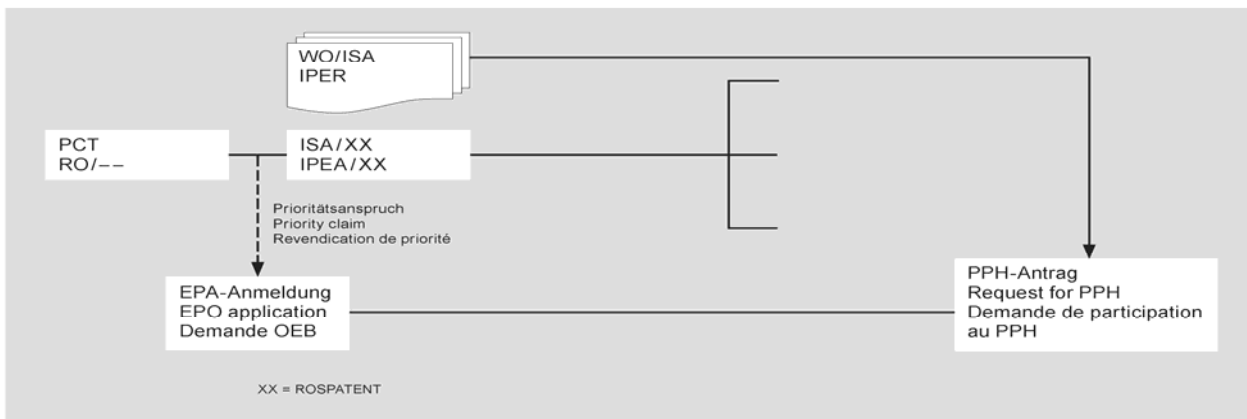 WO/ISA
IPER
PCT
RO/––
ISA/XX
IPEA/XX
Prioritätsanspruch
Priority claim
Revendication de priorité
EPA-Anmeldung
EPO application
Demande OEB
PPH-Antrag
Request for PPH
Demande de participation
au PPH
XX = ROSPATENT